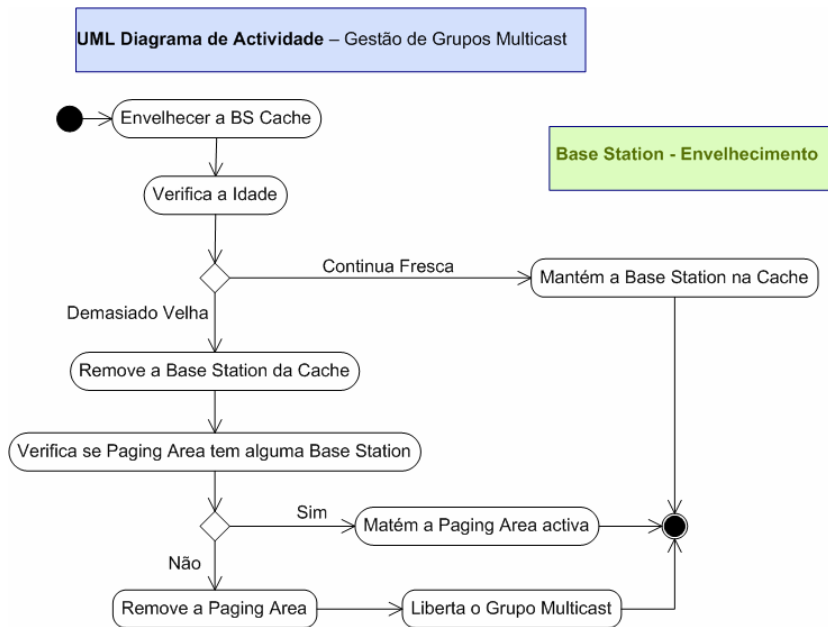 UML Diagrama de Actividade – Gestão de Grupos Multicast
Envelhecer a BS Cache
Base Station - Envelhecimento
Verifica a Idade
Continua Fresca
Mantém a Base Station na Cache
Demasiado Velha
Remove a Base Station da Cache
Verifica se Paging Area tem alguma Base Station
Sim
Matém a Paging Area activa
Não
Remove a Paging Area
Liberta o Grupo Multicast